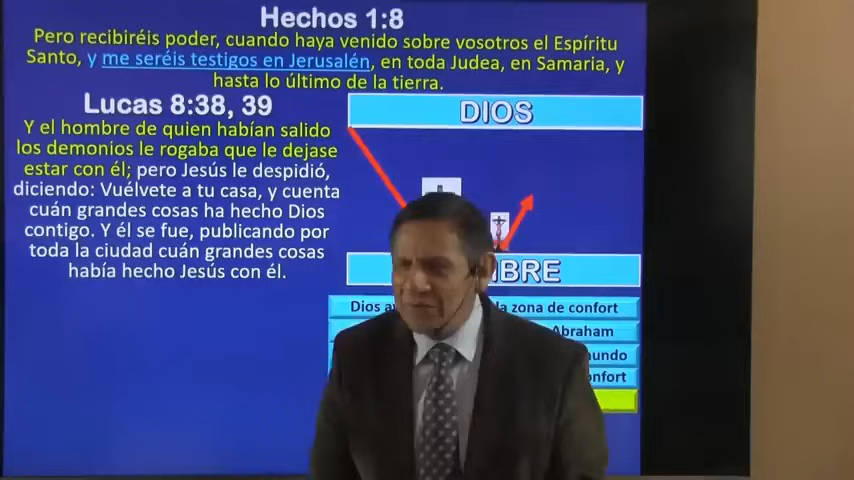 Hechos 1:8
Pero recibiréis poder, cuando haya venido sobre vosotros el Espíritu
Santo, y me seréis testigos en Jerusalén, en toda Judea, en Samaria, y
hasta lo último de la tierra.
Lucas 8:38, 39
Y el hombre de quien habían salido
los demonios le rogaba que le dejase
estar con él; pero Jesús le despidió,
diciendo: Vuélvete a tu casa, y cuenta
cuán grandes cosas ha hecho Dios
contigo. Y él se fue, publicando por
toda la ciudad cuán grandes cosas
había hecho Jesús con él.
DIOS
Dios la zona de confort
Abraham